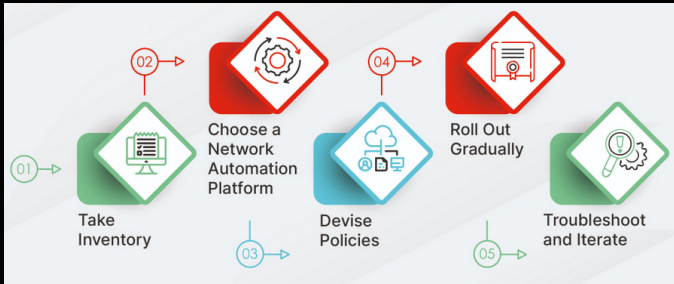 01
Take
Inventory
02
Choose a
Network
Automation
Platform
03
Devise
Policies
04
Roll Out
Gradually
05
Troubleshoot
and Iterate